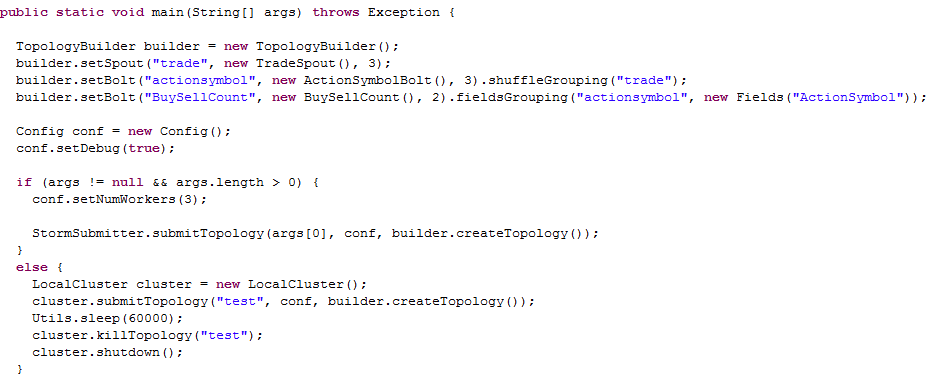 public static void main(String[] args) throws Exception {
TopologyBuilder builder = new TopologyBuilder();
builder.setSpout("trade", new TradeSpout(), 3);
builder.setBolt("actionsymbol", new ActionSymbolBolt(), 3).shuffleGrouping("trade");
builder.setBolt("BuySellCount", new BuySellCount(), 2).fieldsGrouping("actionsymbol", new Fields("ActionSymbol"));
Config conf = new Config();
conf.setDebug(true);
if (args != null && args.length > 0) {
conf.setNumWorkers(3);
StormSubmitter.submitTopology(args[0], conf, builder.createTopology());
}
else {
LocalCluster cluster = new LocalCluster();
cluster.submitTopology("test", conf, builder.createTopology());
Utils.sleep(60000);
cluster.killTopology("test");
cluster.shutdown();
}